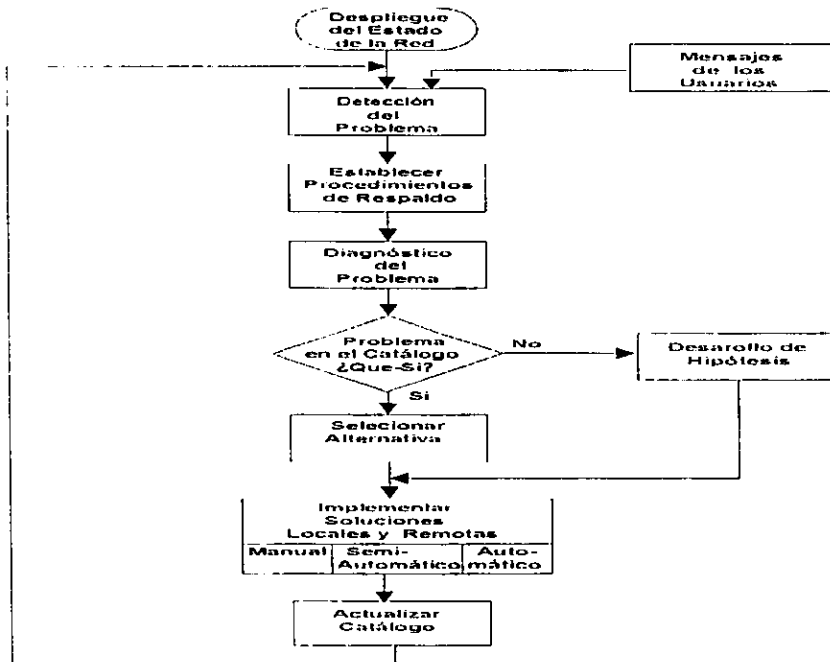 Despliegue
del Estado
de la Red
Mensajes
de los
Usuarios
Detección
del
Problema
Establecer
Procedimientos
de Respaldo
Diagnóstico
del
Problema
Problema
en el Catálogo
¿Que-Si?
No
Desarollo de
Hipótesis
Si
Selecionar
Alternativa
Implementar
Soluciones
Locales y Remotas
Manual
Semi-
Automático
Auto-
mático
Actualizar
Catálogo